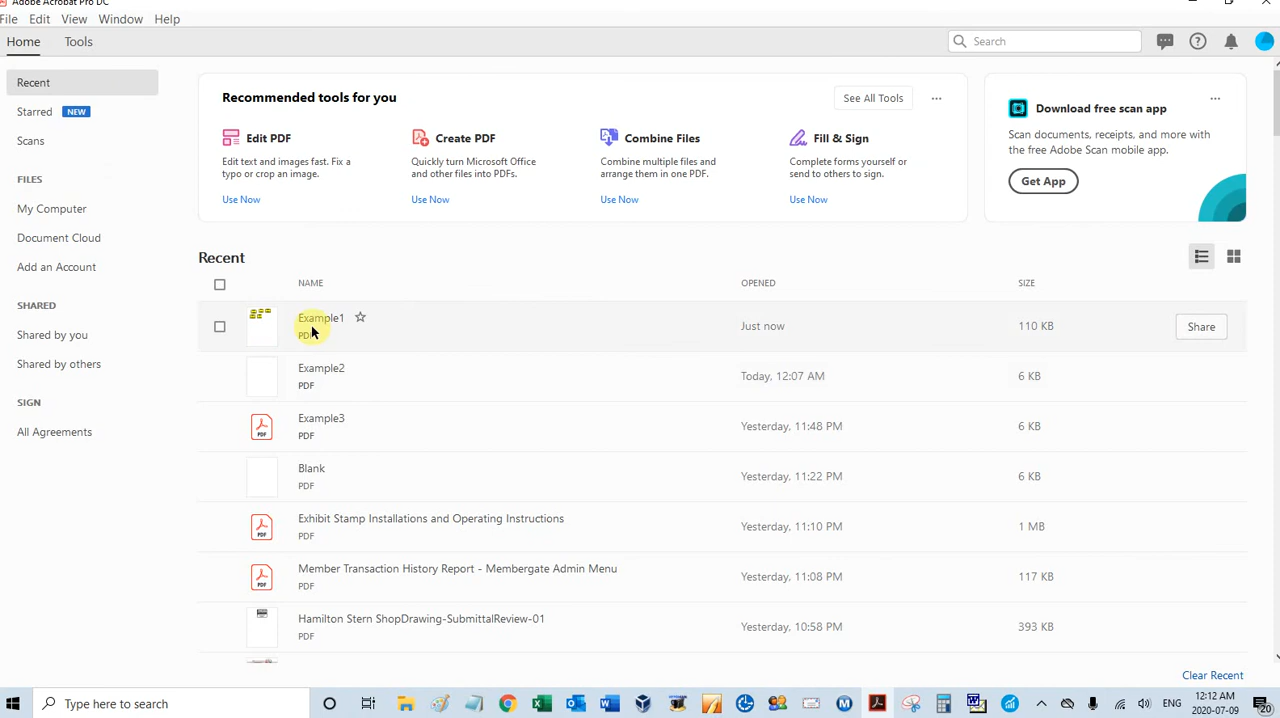 Adobe Acrobat Pro DC
File Edit View Window Help
Home Tools Search
Recent
Starred NEW
Scans
FILES
My Computer
Document Cloud
Add an Account
SHARED
Shared by you
Shared by others
SIGN
All Agreements
Recommended tools for you See All Tools
Edit PDF
Edit text and images fast. Fix a
typo or crop an image.
Use Now
Create PDF
Quickly turn Microsoft Office
and other files into PDFs.
Use Now
Combine Files
Combine multiple files and
arrange them in one PDF.
Use Now
Fill & Sign
Complete forms yourself or
send to others to sign.
Use Now
Download free scan app
Scan documents, receipts, and more with
the free Adobe Scan mobile app.
Get App
Recent
NAME OPENED SIZE
Example1 Just now 110 KB Share
PDF
Example2 Today, 12:07 AM 6 KB
PDF
Example3 Yesterday, 11:48 PM 6 KB
PDF
Blank Yesterday, 11:22 PM 6 KB
PDF
Exhibit Stamp Installations and Operating Instructions Yesterday, 11:10 PM 1 MB
PDF
Member Transaction History Report - Membergate Admin Menu Yesterday, 11:08 PM 117 KB
PDF
Hamilton Stern ShopDrawing-SubmittalReview-01 Yesterday, 10:58 PM 393 KB
PDF
Clear Recent
Type here to search ENG 12:12 AM
2020-07-09 20